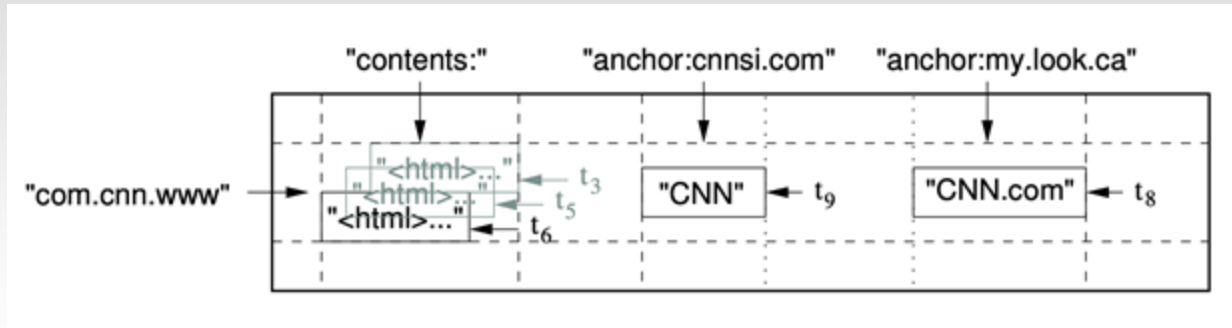 "contents:" "anchor:cnnsi.com" "anchor:my.look.ca"
"<html>..." t3
"com.cnn.www" "<html>..." t5 "CNN" t9 "CNN.com" t8
"<html>..." t6